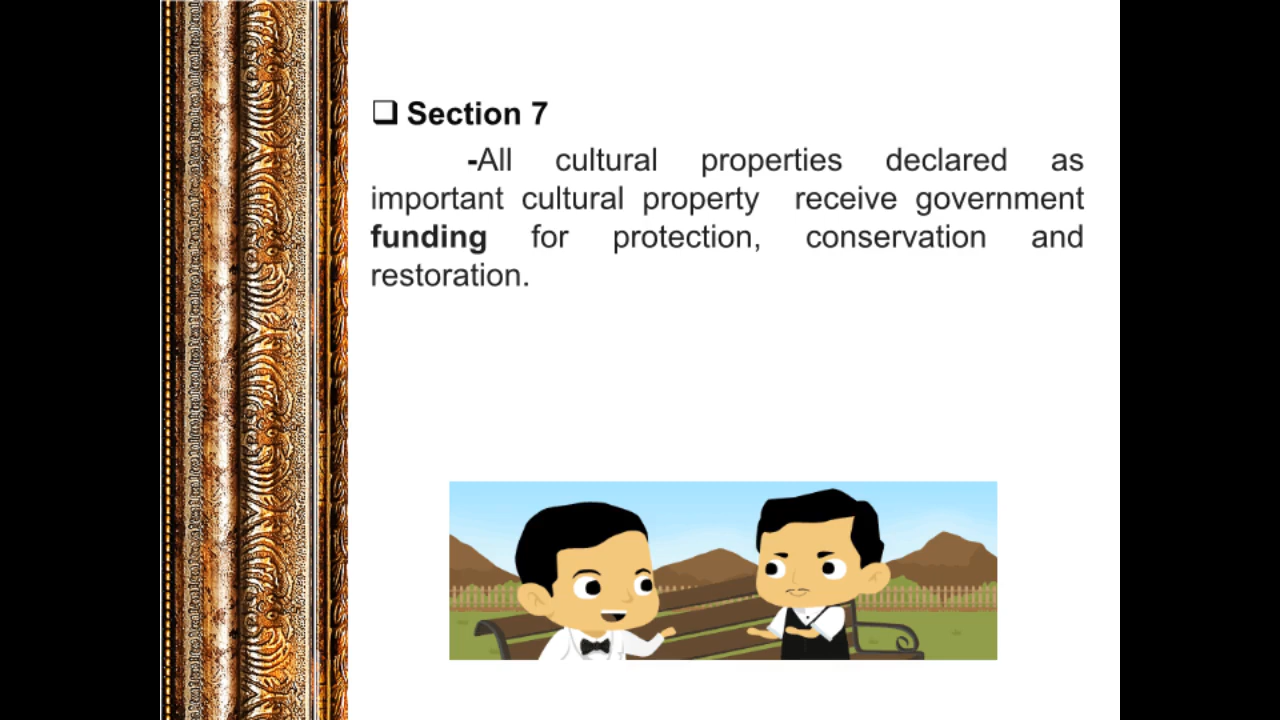 ❑ Section 7
-All cultural properties declared as
important cultural property receive government
funding for protection, conservation and
restoration.